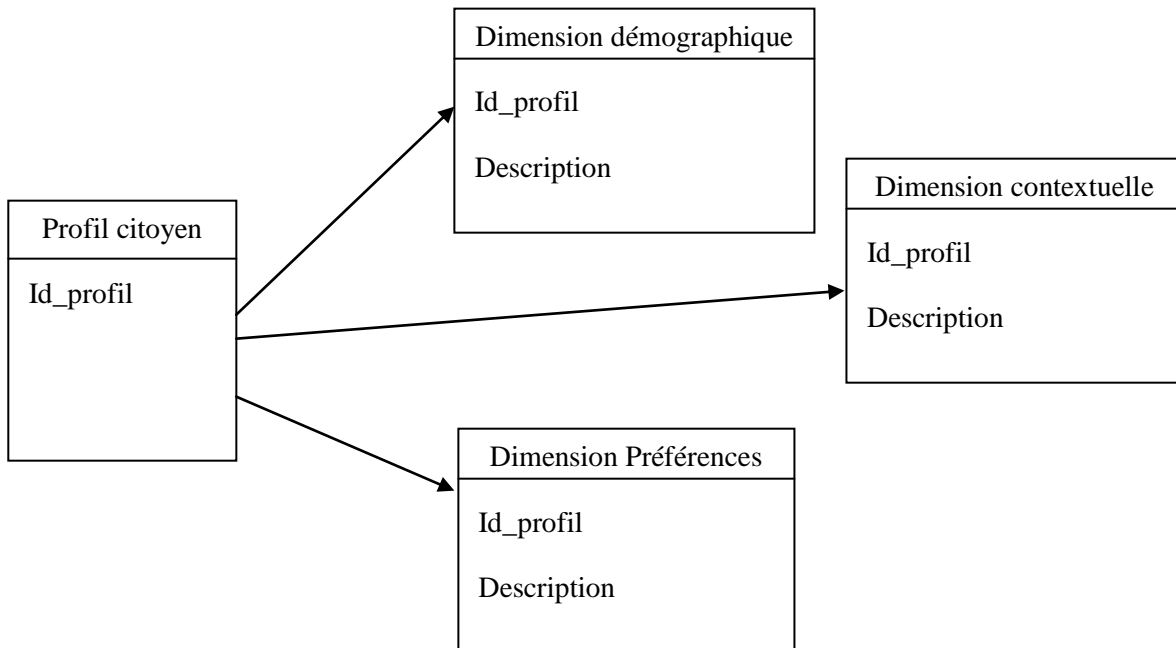 Dimension démographique
Id_profil
Description
Dimension contextuelle
Id_profil
Description
Profil citoyen
Id_profil
Dimension Préférences
Id_profil
Description